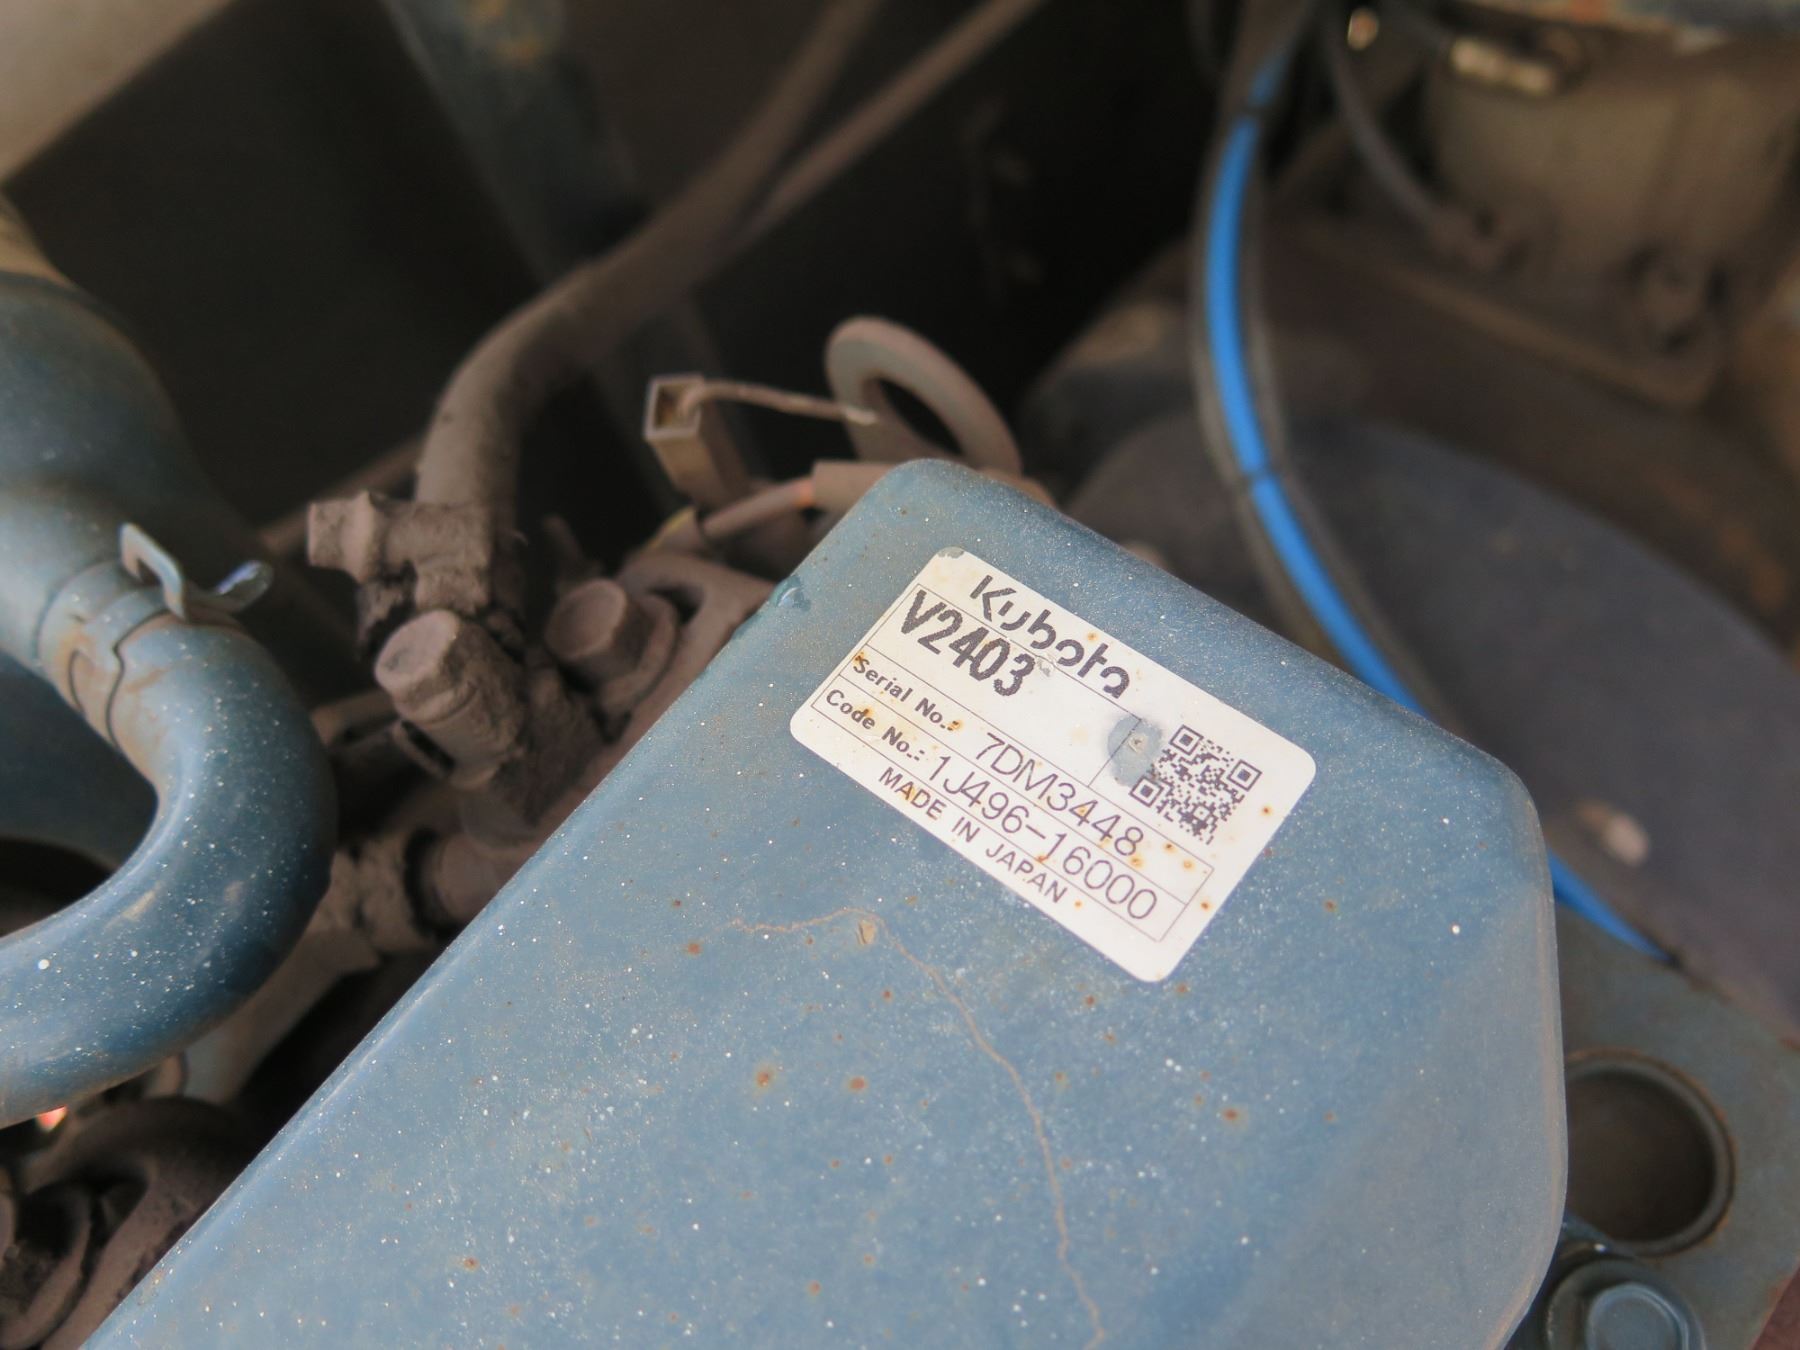 Kubota
V2403
Serial No.: 7DM3448
Code No.: 1J496-16000
MADE IN JAPAN